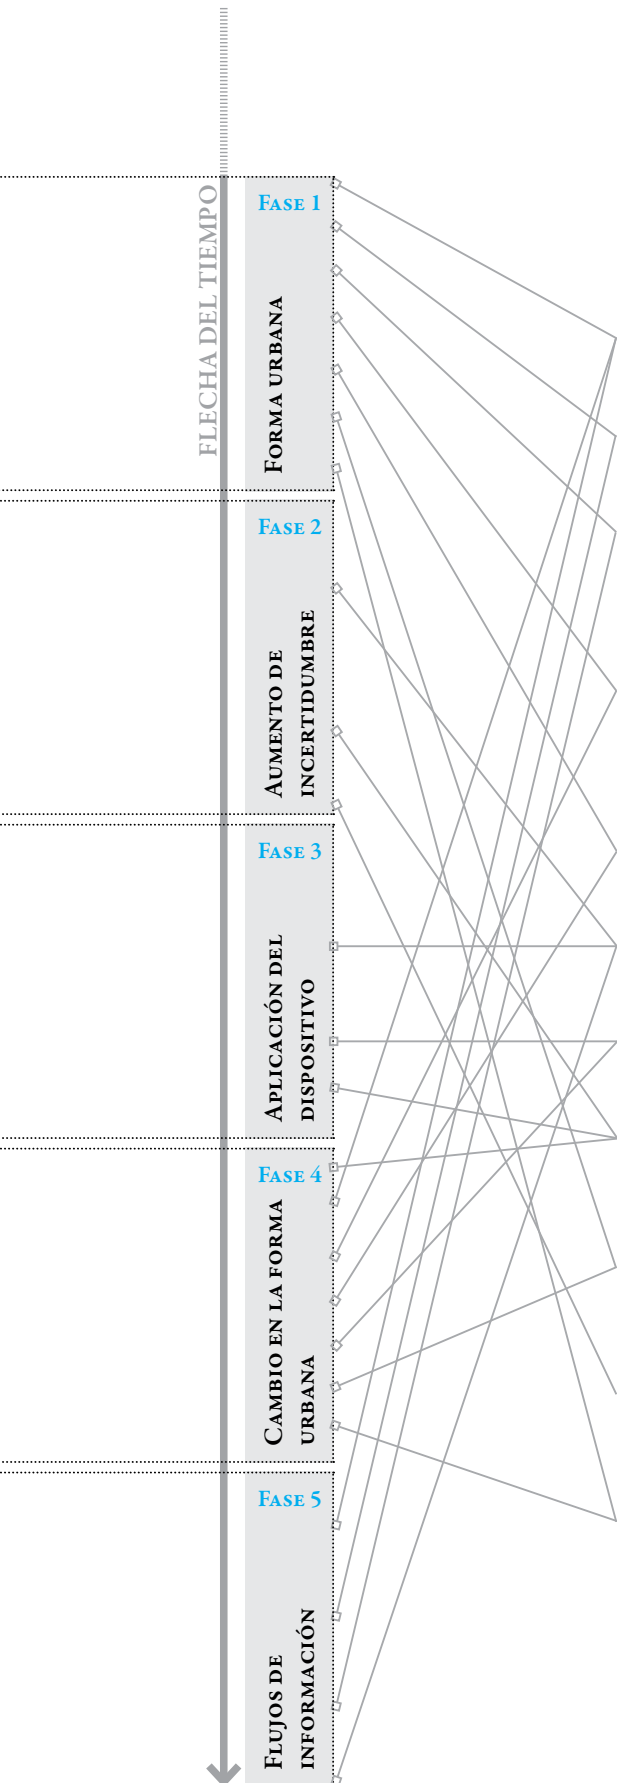 FLECHA DEL TIEMPO
Fase 1
Forma urbana
Fase 2
Aumento de
incertidumbre
Fase 3
Aplicación del
dispositivo
Fase 4
Cambio en la forma
urbana
Fase 5
Flujos de
información